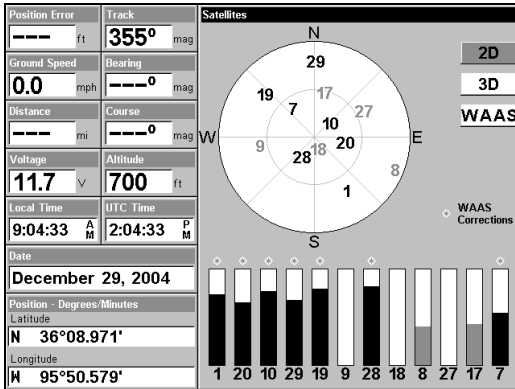 Position Error
--- ft
Track
355º mag
Ground Speed
0.0 mph
Bearing
---º mag
Distance
--- mi
Course
---º mag
Voltage
11.7 V
Altitude
700 ft
Local Time
9:04:33 AM
UTC Time
2:04:33 PM
Date
December 29, 2004
Position - Degrees/Minutes
Latitude
N 36°08.971'
Longitude
W 95°50.579'
Satellites
N
29
17
19
7
27
10
W
9
18
20
E
28
8
1
S
2D
3D
WAAS
WAAS
Corrections
1 20 10 29 19 9 28 18 8 27 17 7